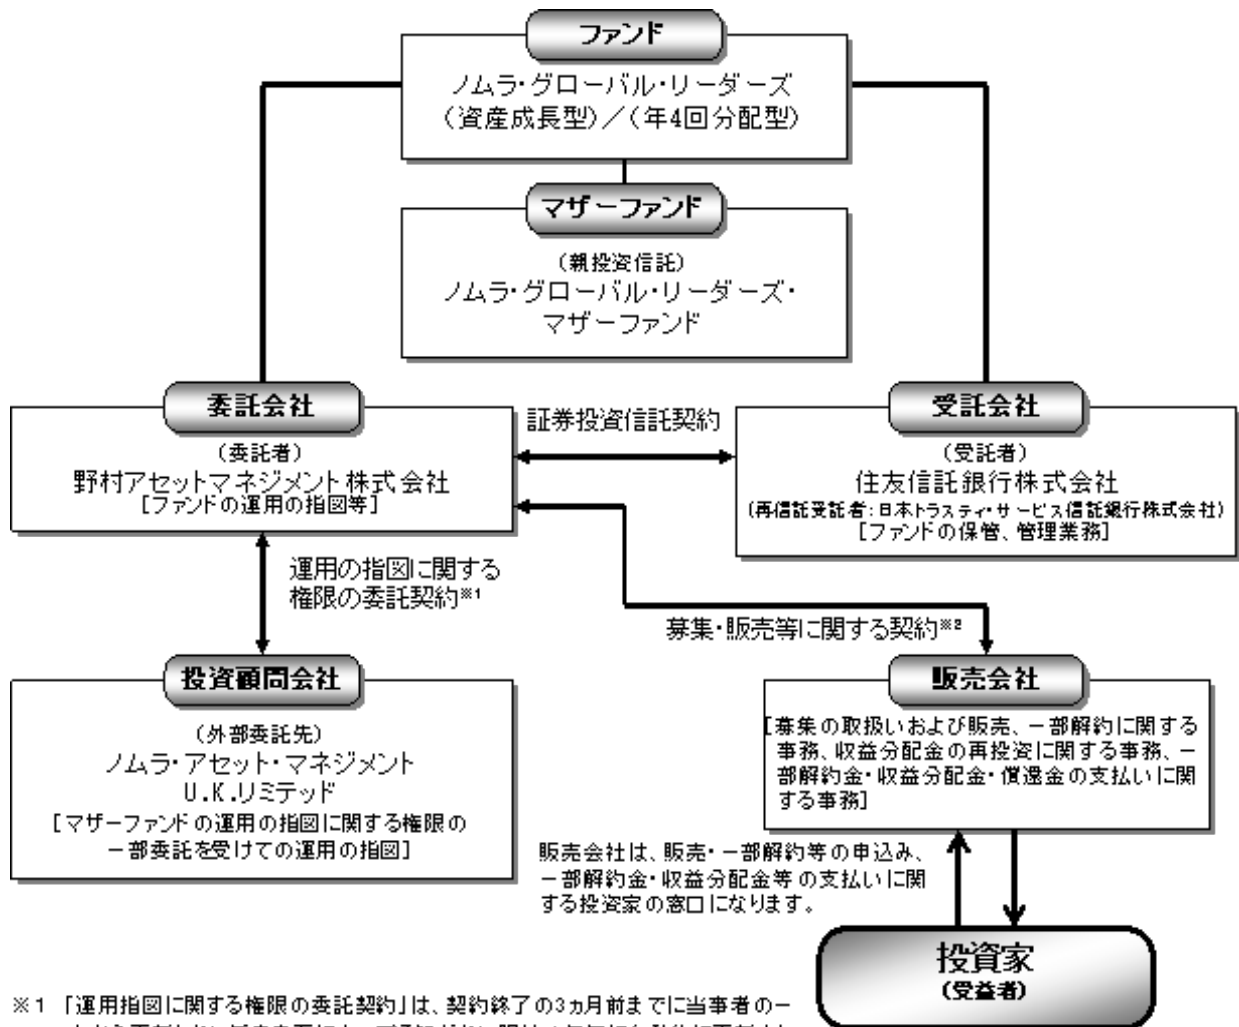 ファンド
ノムラ・グローバル・リーダーズ
（資産成長型）／（年4回分配型）
マザーファンド
（親投資信託）
ノムラ・グローバル・リーダーズ・
マザーファンド
委託会社
（委託者）
野村アセットマネジメント株式会社
［ファンドの運用の指図等］
証券投資信託契約
受託会社
（受託者）
住友信託銀行株式会社
（再信託受託者：日本トラスティ・サービス信託銀行株式会社）
［ファンドの保管、管理業務］
運用の指図に関する
権限の委託契約※1
募集・販売等に関する契約※2
投資顧問会社
（外部委託先）
ノムラ・アセット・マネジメント
U.K.リミテッド
［マザーファンドの運用の指図に関する権限の
一部委託を受けての運用の指図］
販売会社
［募集の取扱いおよび販売、一部解約に関する
事務、収益分配金の再投資に関する事務、一
部解約金・収益分配金・償還金の支払いに関
する事務］
販売会社は、販売・一部解約等の申込み、
一部解約金・収益分配金等の支払いに関
する投資家の窓口になります。
投資家
（受益者）
※1 「運用指図に関する権限の委託契約」は、契約終了の3ヵ月前までに当事者の一